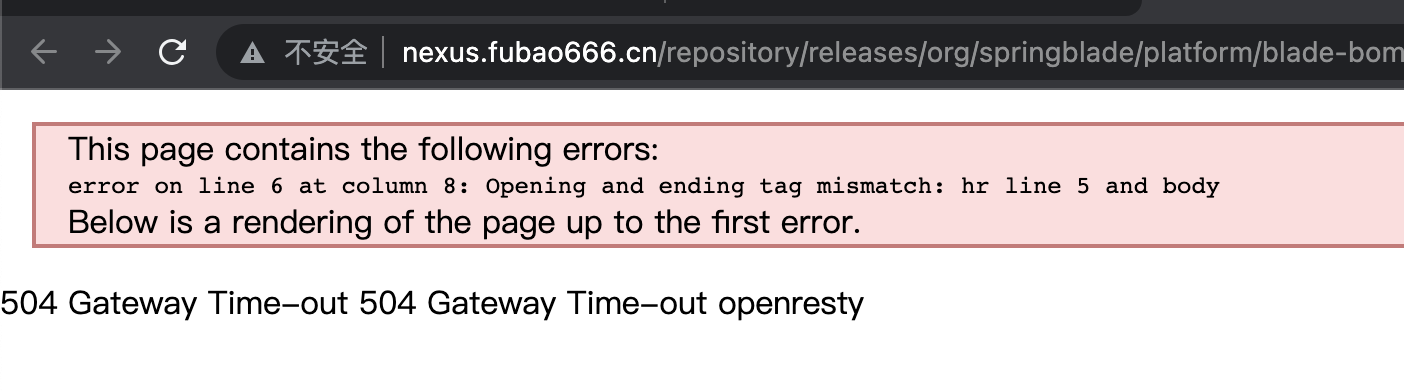 不安全 nexus.fubao666.cn/repository/releases/org/springblade/platform/blade-bom
This page contains the following errors:
error on line 6 at column 8: Opening and ending tag mismatch: hr line 5 and body
Below is a rendering of the page up to the first error.
504 Gateway Time-out 504 Gateway Time-out openresty